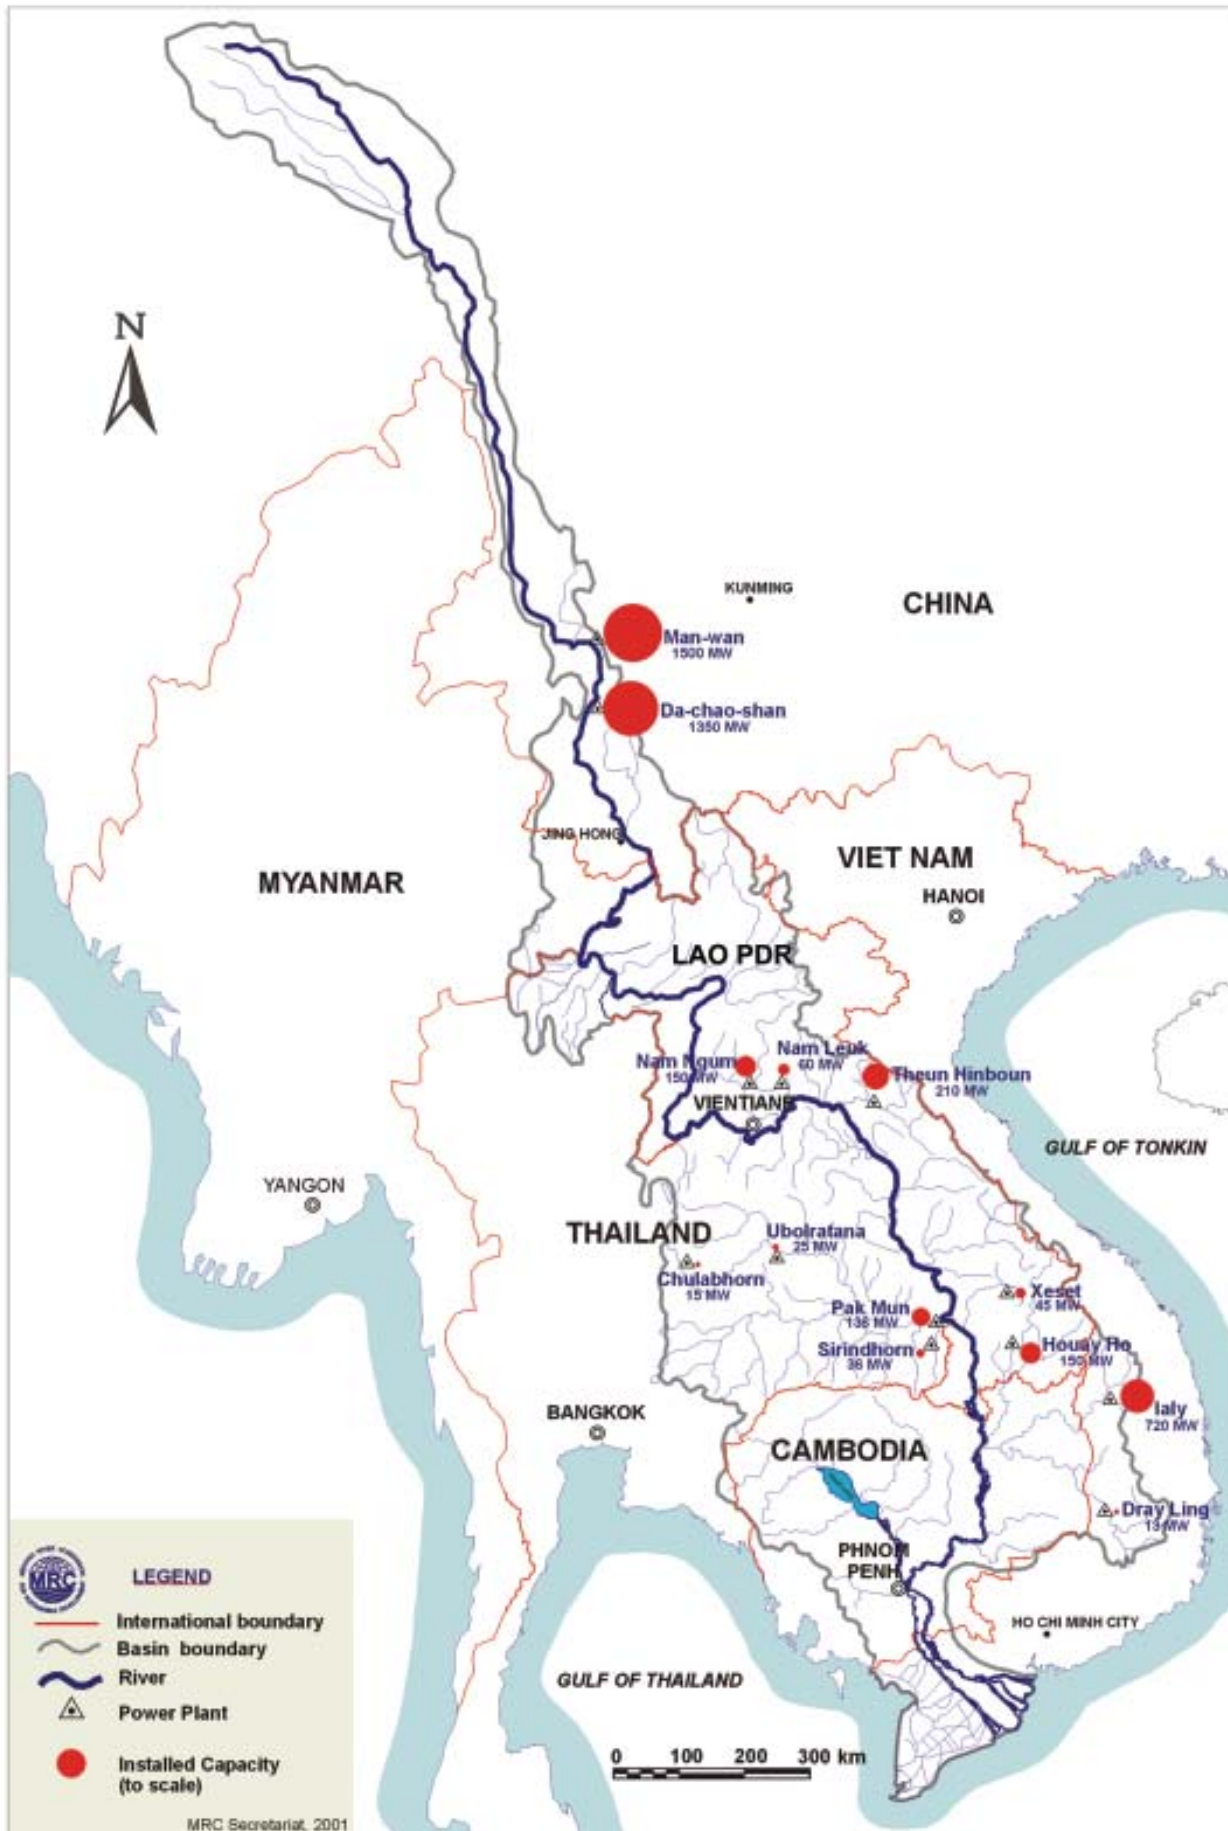 N
KUNMING
CHINA
Man-wan
1500 MW
Da-chao-shan
1350 MW
JING HONG
VIET NAM
MYANMAR
HANOI
LAO PDR
Nam Ngum
150 MW
Nam Leuk
60 MW
Theun Hinboun
210 MW
VIENTIANE
GULF OF TONKIN
YANGON
THAILAND
Ubolratana
25 MW
Chulabhorn
15 MW
Xeset
45 MW
Pak Mun
136 MW
Sirindhorn
36 MW
Houay Ho
150 MW
Ialy
720 MW
BANGKOK
CAMBODIA
Dray Ling
13 MW
PHNOM
PENH
HO CHI MINH CITY
GULF OF THAILAND
0 100 200 300 km
MRC
LEGEND
International boundary
Basin boundary
River
Power Plant
Installed Capacity
(to scale)
MRC Secretariat, 2001